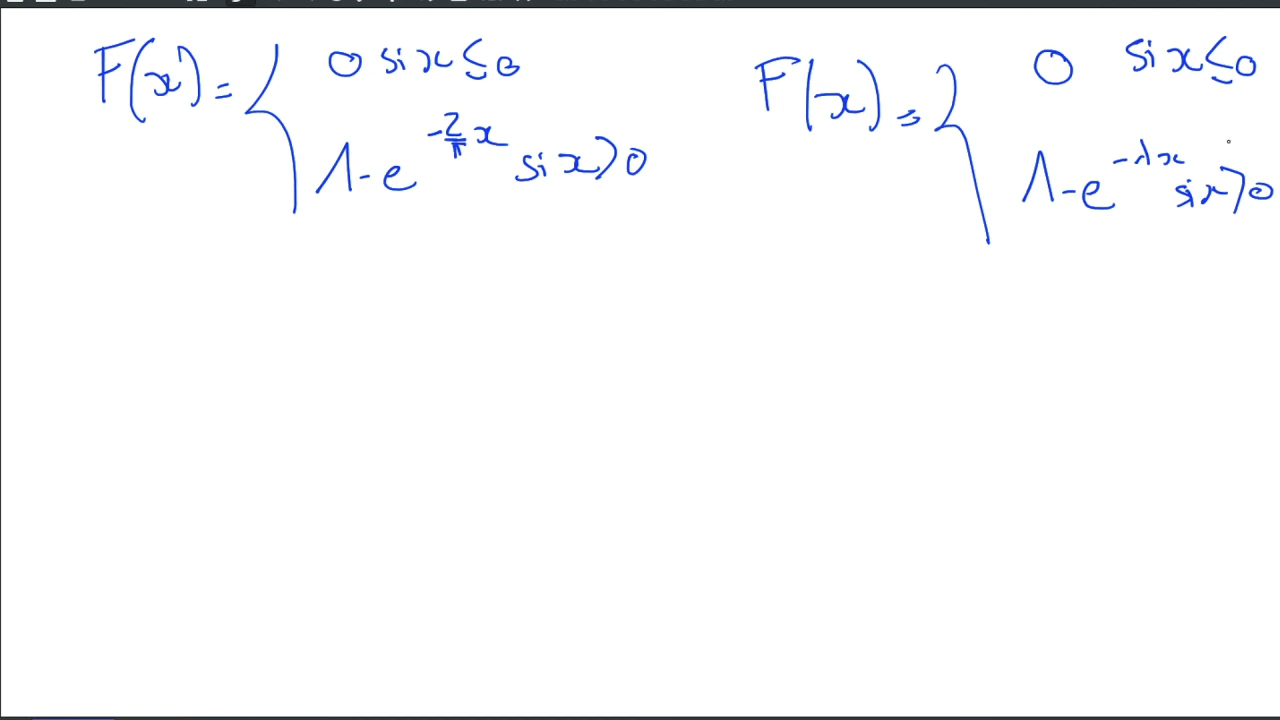 F(x) = { 0 si x ≤ 0
1 - e^{-2/π x} si x > 0
F(x) = { 0 si x ≤ 0
1 - e^{-λx} si x > 0